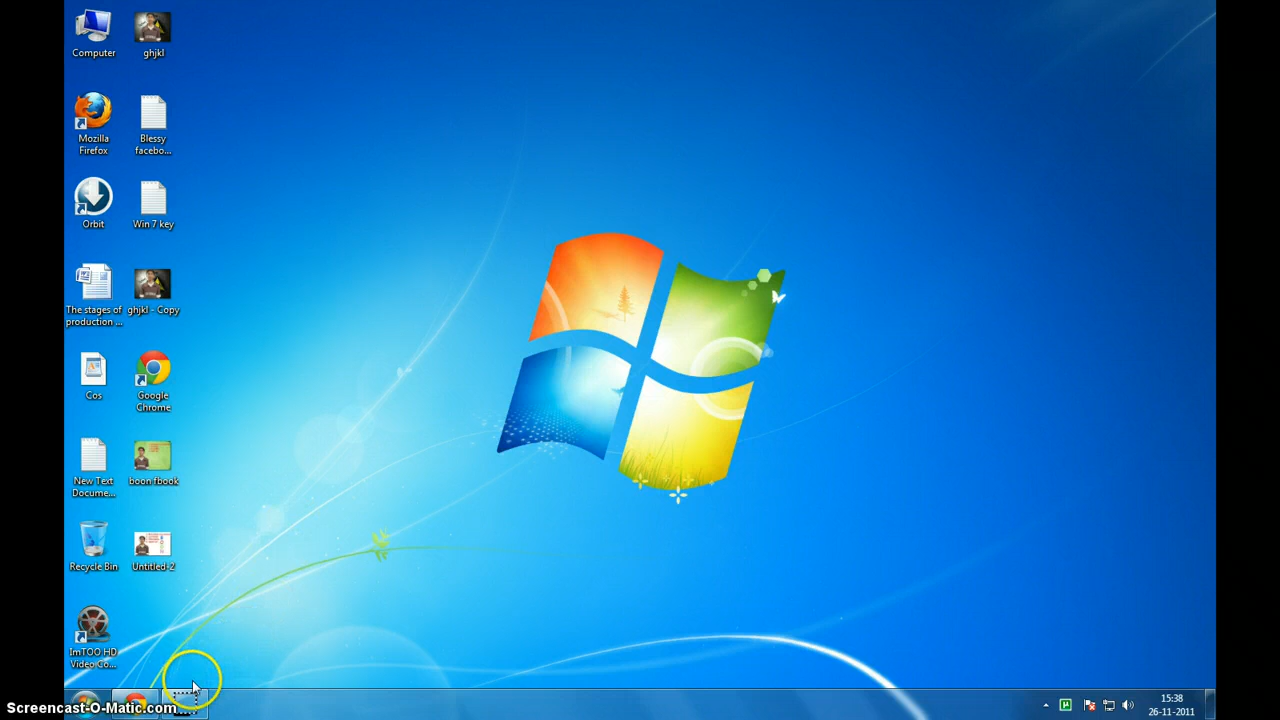 Computer
ghjkl
Mozilla
Firefox
Blessy
facebo...
Orbit
Win 7 key
The stages of
production ...
ghjkl - Copy
Cos
Google
Chrome
New Text
Docume...
boon fbook
Recycle Bin
Untitled-2
ImTOO HD
Video Co...
Screencast-O-Matic.com
15:38
26-11-2011